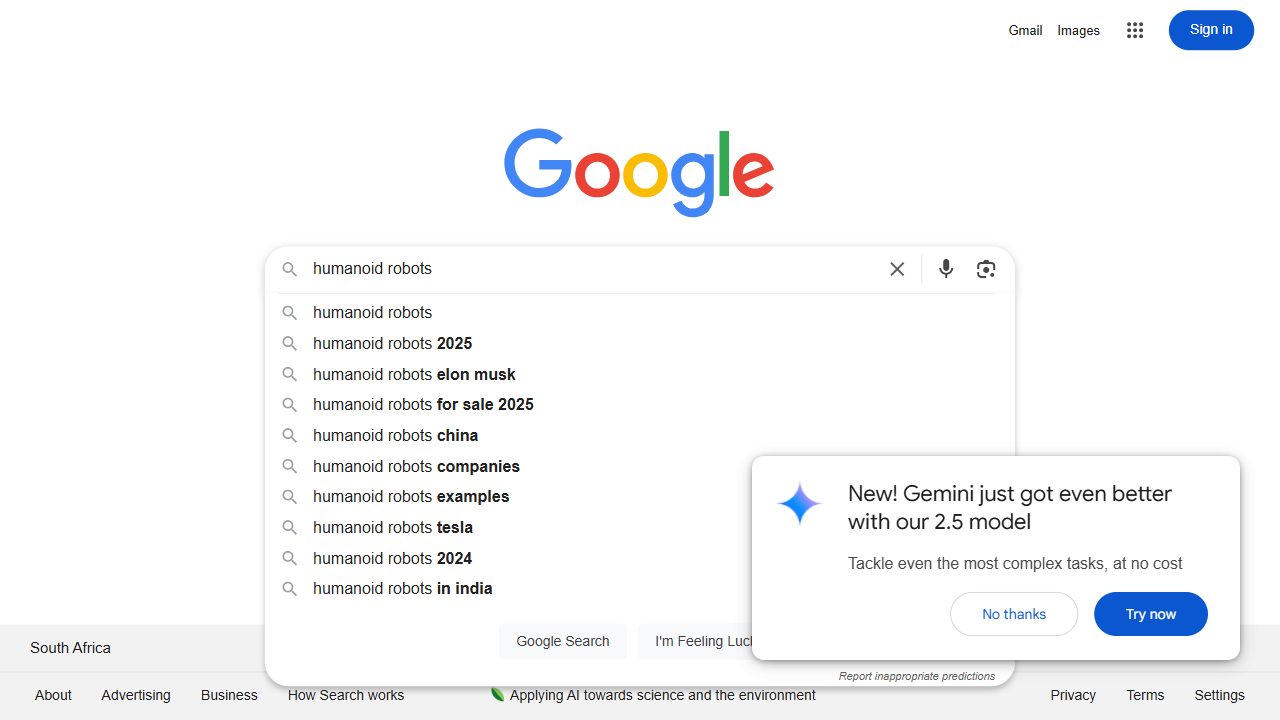 Gmail Images Sign in
Google
humanoid robots
humanoid robots
humanoid robots 2025
humanoid robots elon musk
humanoid robots for sale 2025
humanoid robots china
humanoid robots companies
humanoid robots examples
humanoid robots tesla
humanoid robots 2024
humanoid robots in india
Google Search I'm Feeling Luc
Report inappropriate predictions
New! Gemini just got even better
with our 2.5 model
Tackle even the most complex tasks, at no cost
No thanks Try now
South Africa
About Advertising Business How Search works Applying AI towards science and the environment Privacy Terms Settings